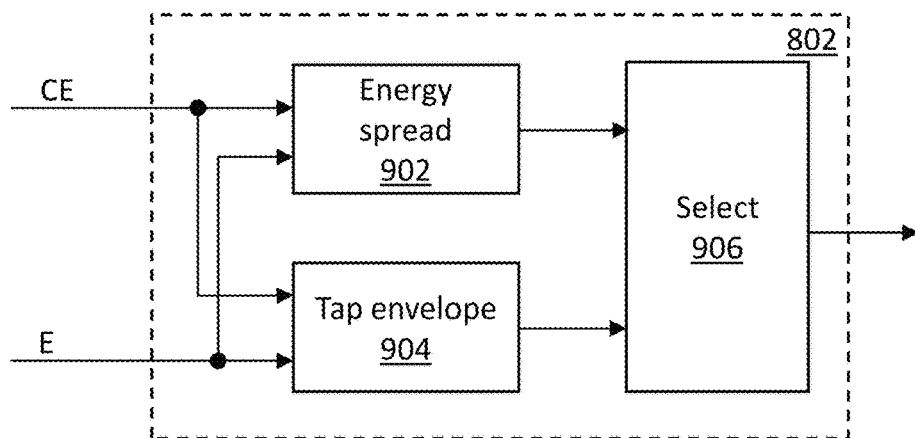 802
CE
Energy
spread
902
Select
906
Tap envelope
904
E